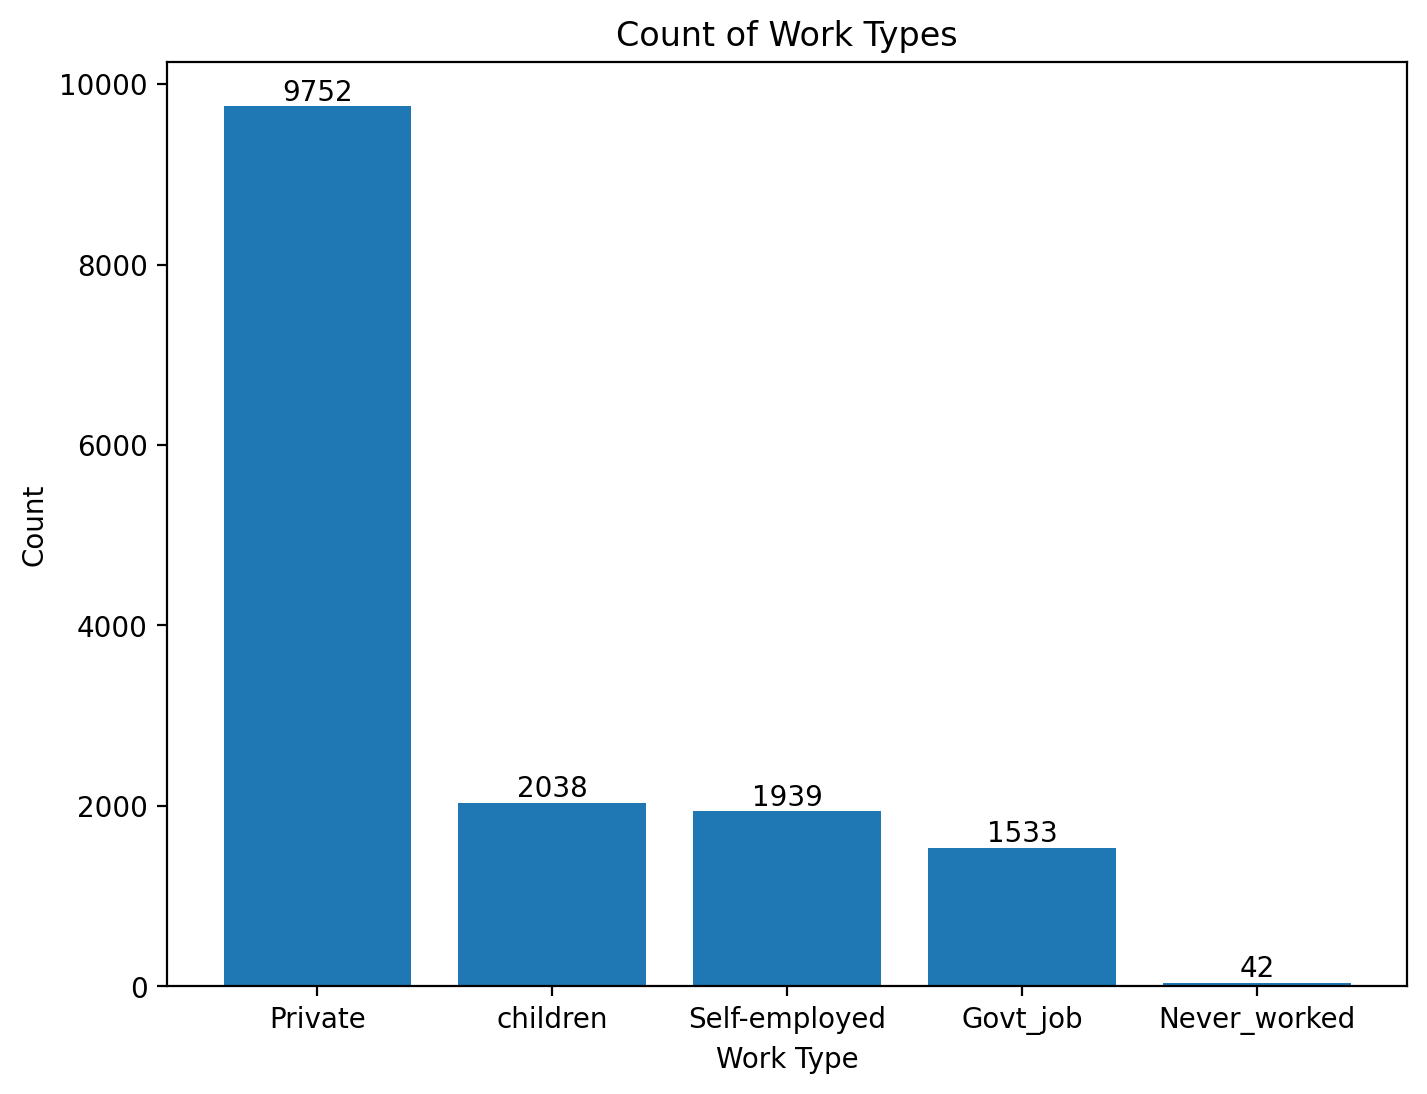 Count of Work Types
10000
8000
6000
4000
2000
0
Count
9752
2038
1939
1533
42
Private
children
Self-employed
Govt_job
Never_worked
Work Type